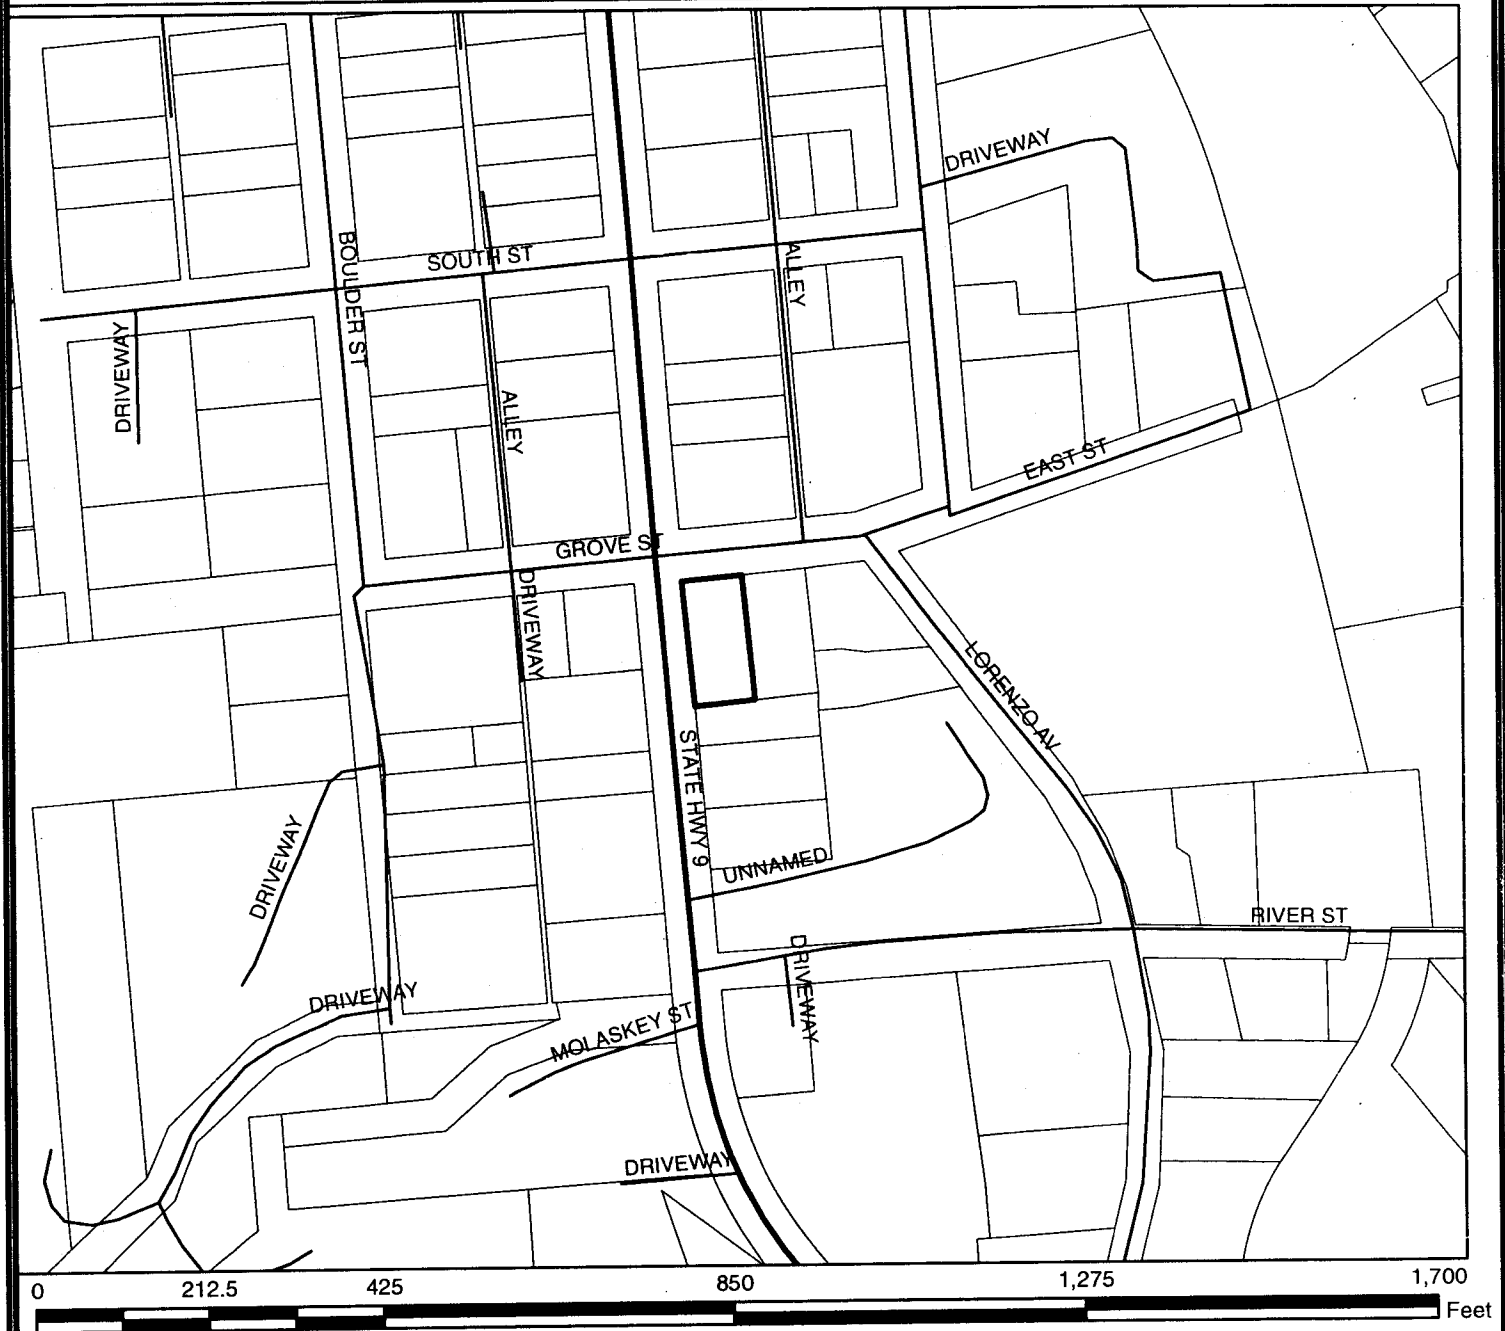 DRIVEWAY
BOULDER ST
SOUTH ST
ALLEY
DRIVEWAY
ALLEY
EAST ST
GROVE ST
DRIVEWAY
LORENZO AV
STATE HWY 9
DRIVEWAY
UNNAMED
RIVER ST
DRIVEWAY
DRIVEWAY
MOLASKEY ST
DRIVEWAY
0 212.5 425 850 1,275 1,700
Feet